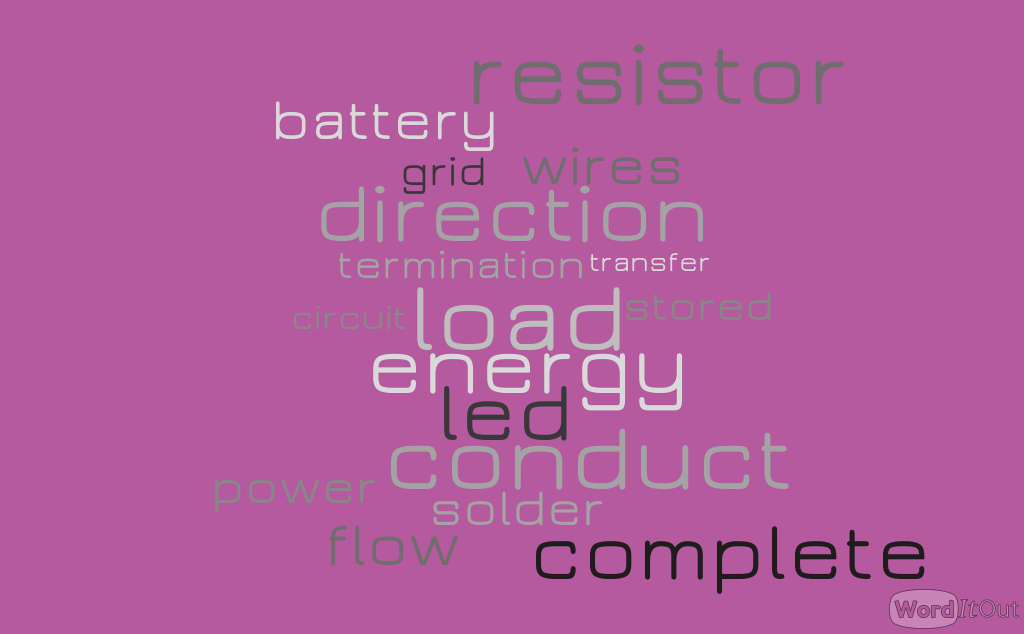 resistor
battery
grid wires
direction
termination transfer
circuit load stored
energy
led
conduct
power solder
flow complete
WordItOut